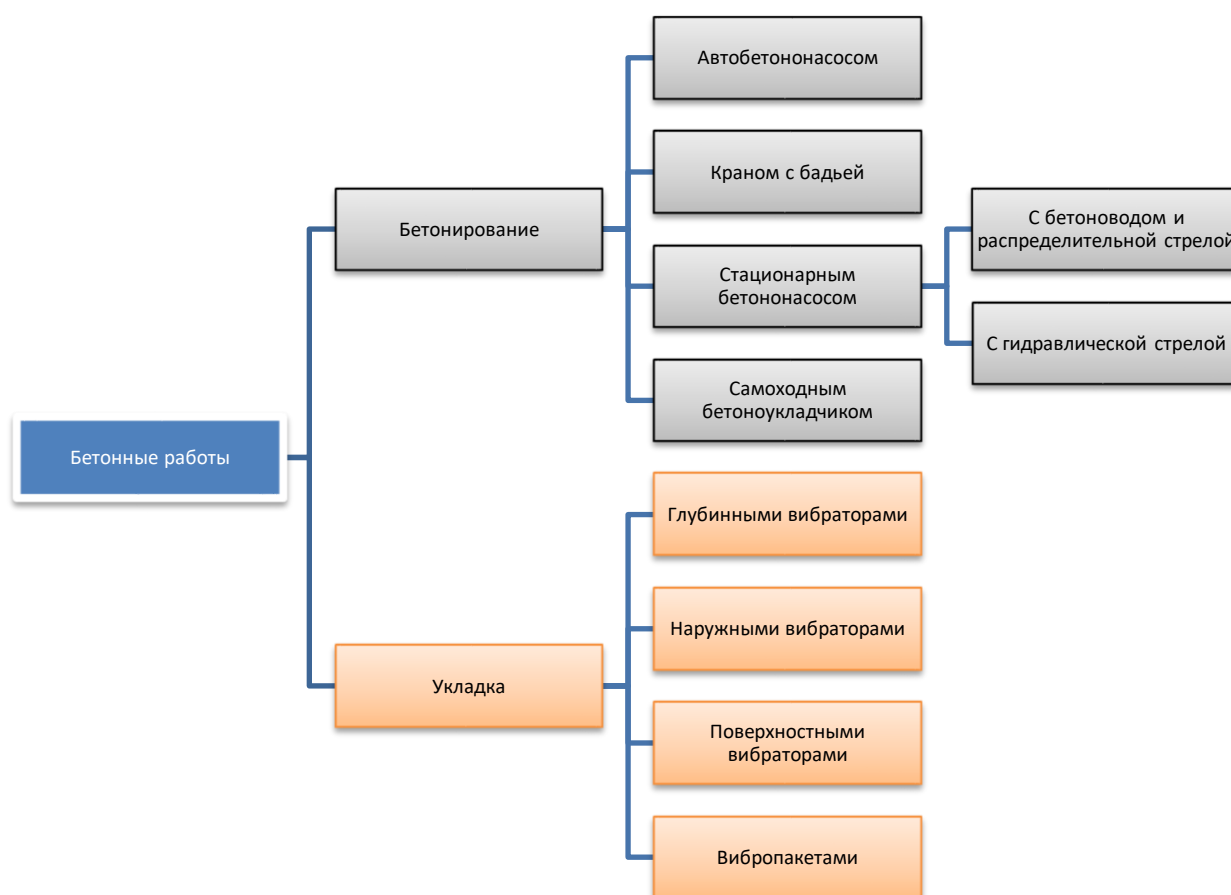 Бетонные работы
Бетонирование
Автобетононасосом
Краном с бадьей
Стационарным
бетононасосом
С бетоноводом и
распределительной стрелой
С гидравлической стрелой
Самоходным
бетоноукладчиком
Укладка
Глубинными вибраторами
Наружными вибраторами
Поверхностными
вибраторами
Вибропакетами